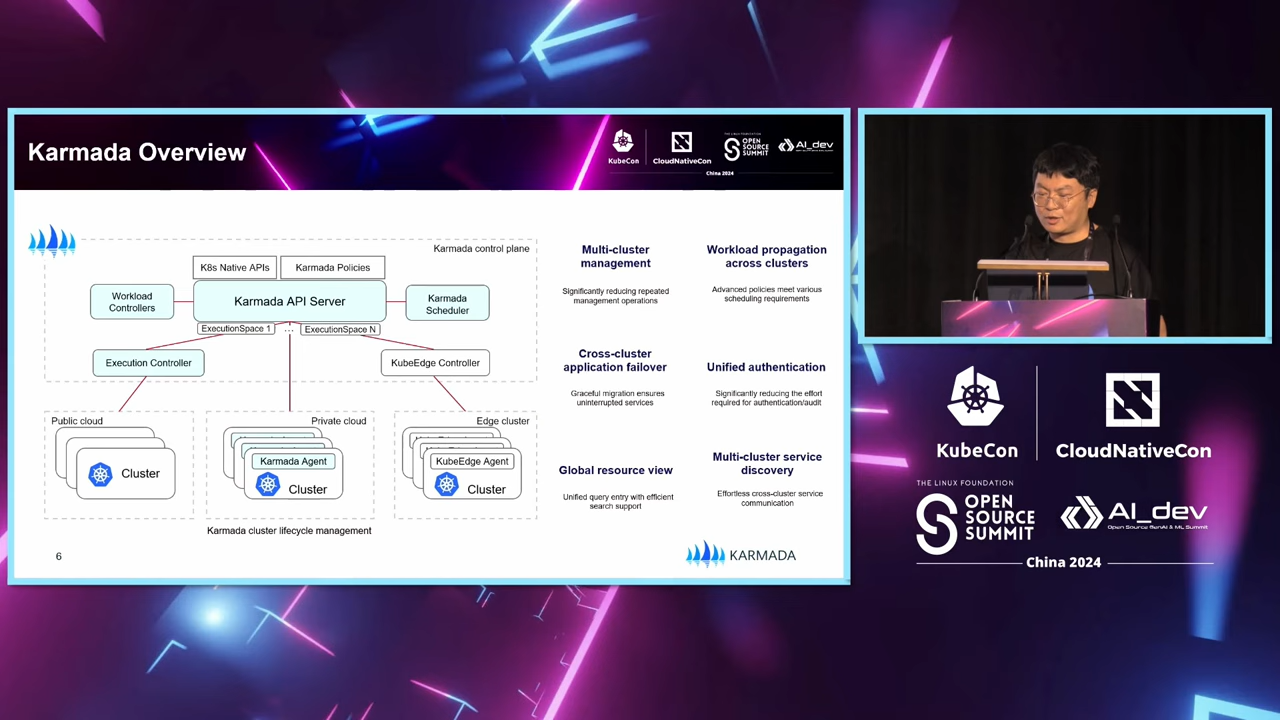 Karmada Overview
KubeCon
CloudNativeCon
THE LINUX FOUNDATION
OPEN
SOURCE
SUMMIT
AI_dev
China 2024
Karmada control plane
K8s Native APIs
Karmada Policies
Workload
Controllers
Karmada API Server
Karmada
Scheduler
ExecutionSpace 1
...
ExecutionSpace N
Execution Controller
KubeEdge Controller
Public cloud
Private cloud
Edge cluster
Cluster
Karmada Agent
Cluster
KubeEdge Agent
Cluster
Karmada cluster lifecycle management
Multi-cluster
management
Significantly reducing repeated
management operations
Workload propagation
across clusters
Advanced policies meet various
scheduling requirements
Cross-cluster
application failover
Graceful migration ensures
uninterrupted services
Unified authentication
Significantly reducing the effort
required for authentication/audit
Global resource view
Unified query entry with efficient
search support
Multi-cluster service
discovery
Effortless cross-cluster service
communication
6
KARMADA
KubeCon
CloudNativeCon
THE LINUX FOUNDATION
OPEN
SOURCE
SUMMIT
AI_dev
Open Source GenAI & ML Summit
China 2024